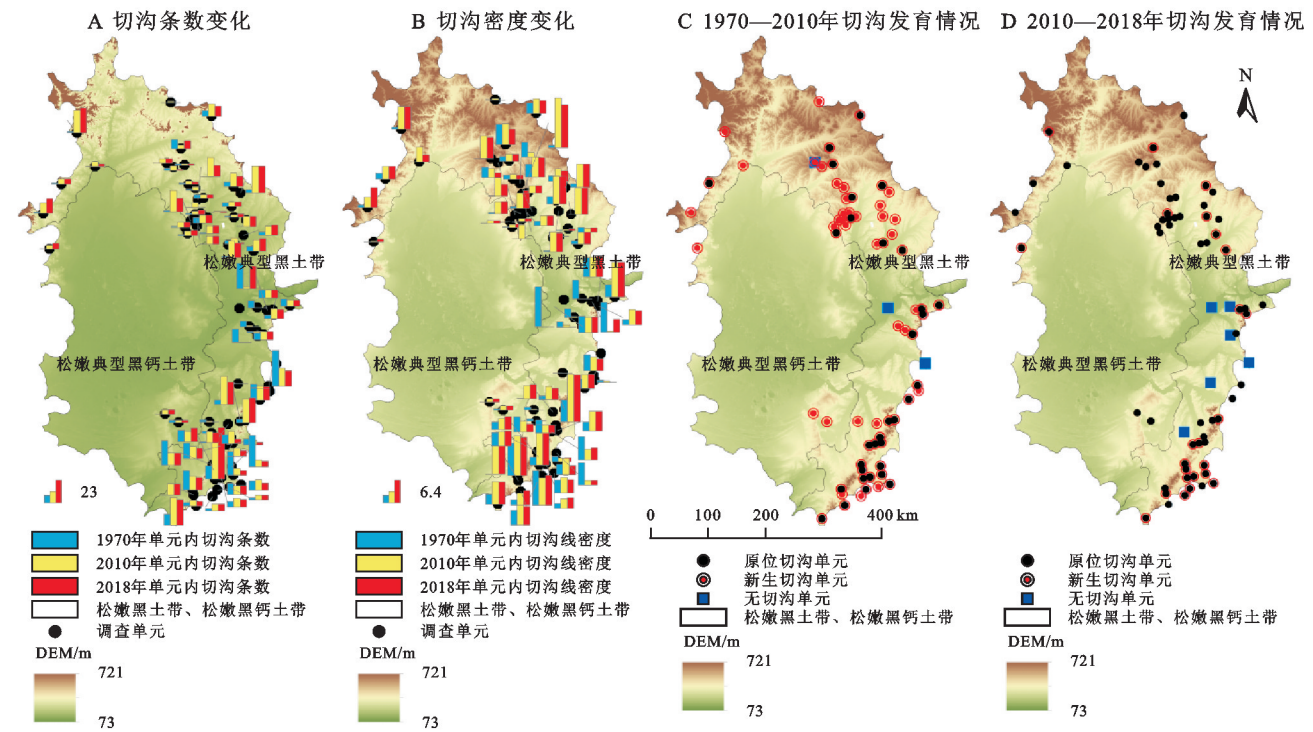 A 切沟条数变化
B 切沟密度变化
C 1970—2010年切沟发育情况
D 2010—2018年切沟发育情况
N
松嫩典型黑土带
松嫩典型黑土带
松嫩典型黑土带
松嫩典型黑土带
松嫩典型黑钙土带
松嫩典型黑钙土带
松嫩典型黑钙土带
松嫩典型黑钙土带
23
6.4
0 100 200 400 km
1970年单元内切沟条数
2010年单元内切沟条数
2018年单元内切沟条数
松嫩黑土带、松嫩黑钙土带
调查单元
DEM/m
721
73
1970年单元内切沟线密度
2010年单元内切沟线密度
2018年单元内切沟线密度
松嫩黑土带、松嫩黑钙土带
调查单元
DEM/m
721
73
原位切沟单元
新生切沟单元
无切沟单元
松嫩黑土带、松嫩黑钙土带
DEM/m
721
73
原位切沟单元
新生切沟单元
无切沟单元
松嫩黑土带、松嫩黑钙土带
DEM/m
721
73